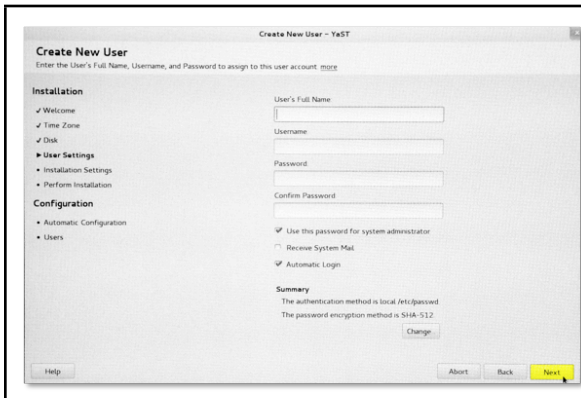 Create New User - YaST
Create New User
Enter the User's Full Name, Username, and Password to assign to this user account more
Installation
✓ Welcome
✓ Time Zone
✓ Disk
▶ User Settings
• Installation Settings
• Perform Installation
Configuration
• Automatic Configuration
• Users
User's Full Name
Username
Password
Confirm Password
Use this password for system administrator
Receive System Mail
Automatic Login
Summary
The authentication method is local /etc/passwd
The password encryption method is SHA-512
Change...
Help
Abort
Back
Next